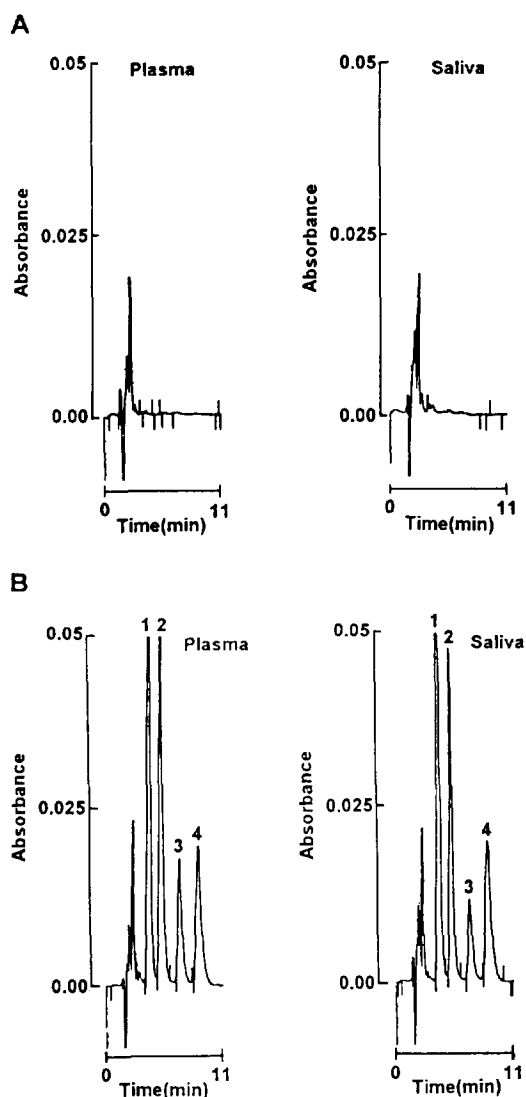 A
Plasma
Saliva
0.05
0.025
0.00
Absorbance
0 11
Time(min)
0.05
0.025
0.00
Absorbance
0 11
Time(min)
B
1 2
Plasma
3 4
0.05
0.025
0.00
Absorbance
0 11
Time(min)
1 2
Saliva
3 4
0.05
0.025
0.00
Absorbance
0 11
Time(min)